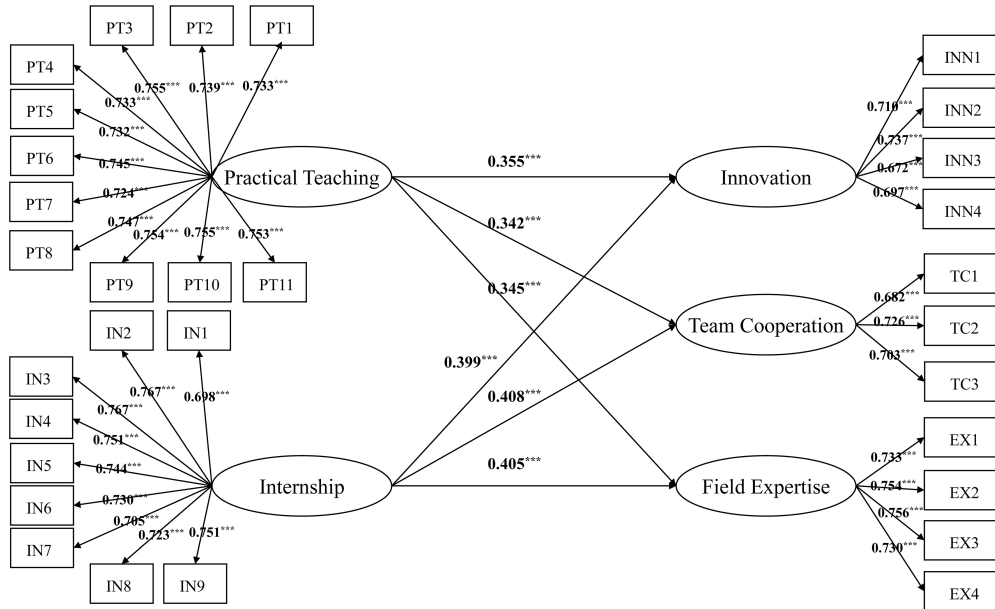 PT3
PT2
PT1
PT4
PT5
PT6
PT7
PT8
PT9
PT10
PT11
0.755***
0.739***
0.733***
0.733***
0.732***
0.745***
0.724***
0.747***
0.754***
0.755***
0.753***
Practical Teaching
IN2
IN1
IN3
IN4
IN5
IN6
IN7
IN8
IN9
0.767***
0.698***
0.767***
0.751***
0.744***
0.730***
0.705***
0.723***
0.751***
Internship
0.355***
0.342***
0.345***
0.399***
0.408***
0.405***
Innovation
0.710***
0.737***
0.672***
0.697***
INN1
INN2
INN3
INN4
Team Cooperation
0.682***
0.726***
0.703***
TC1
TC2
TC3
Field Expertise
0.733***
0.754***
0.756***
0.730***
EX1
EX2
EX3
EX4